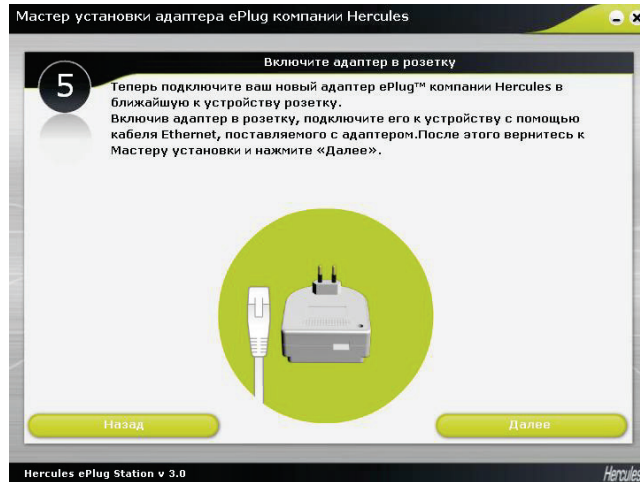 Мастер установки адаптера ePlug компании Hercules
Включите адаптер в розетку
5
Теперь подключите ваш новый адаптер ePlug™ компании Hercules в
ближайшую к устройству розетку.
Включив адаптер в розетку, подключите его к устройству с помощью
кабеля Ethernet, поставляемого с адаптером.После этого вернитесь к
Мастеру установки и нажмите «Далее».
Назад
Далее
Hercules ePlug Station v 3.0
Hercules